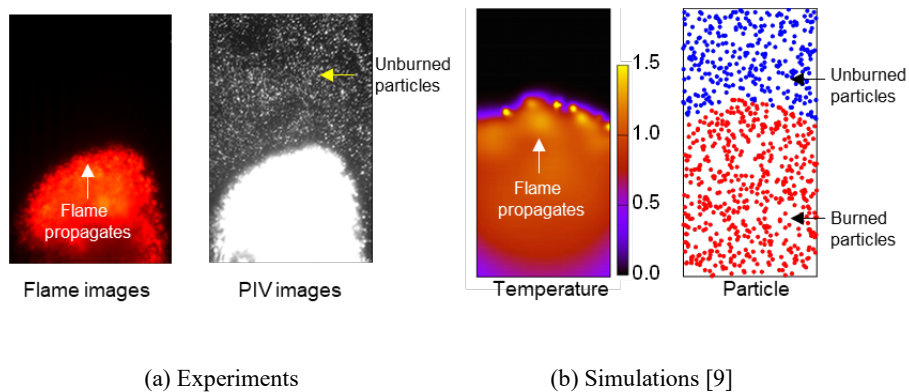 Unburned
particles
Flame
propagates
Flame images
PIV images
(a) Experiments
1.5
1.0
0.5
0.0
Flame
propagates
Temperature
Unburned
particles
Burned
particles
Particle
(b) Simulations [9]